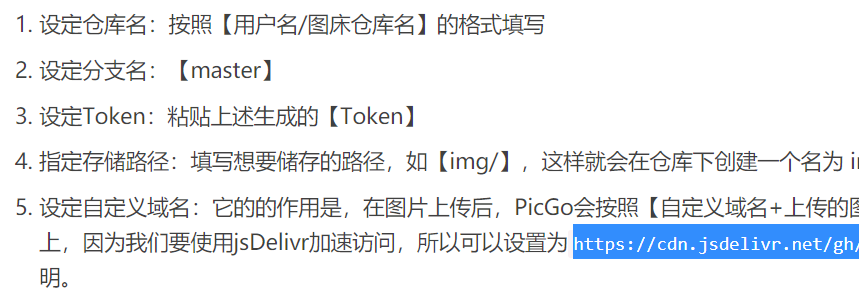 1. 设定仓库名：按照【用户名/图床仓库名】的格式填写
2. 设定分支名：【master】
3. 设定Token：粘贴上述生成的【Token】
4. 指定存储路径：填写想要储存的路径，如【img/】，这样就会在仓库下创建一个名为
5. 设定自定义域名：它的的作用是，在图片上传后，PicGo会按照【自定义域名+上传的图
上，因为我们要使用jsDelivr加速访问，所以可以设置为 https://cdn.jsdelivr.net/gh/
明。